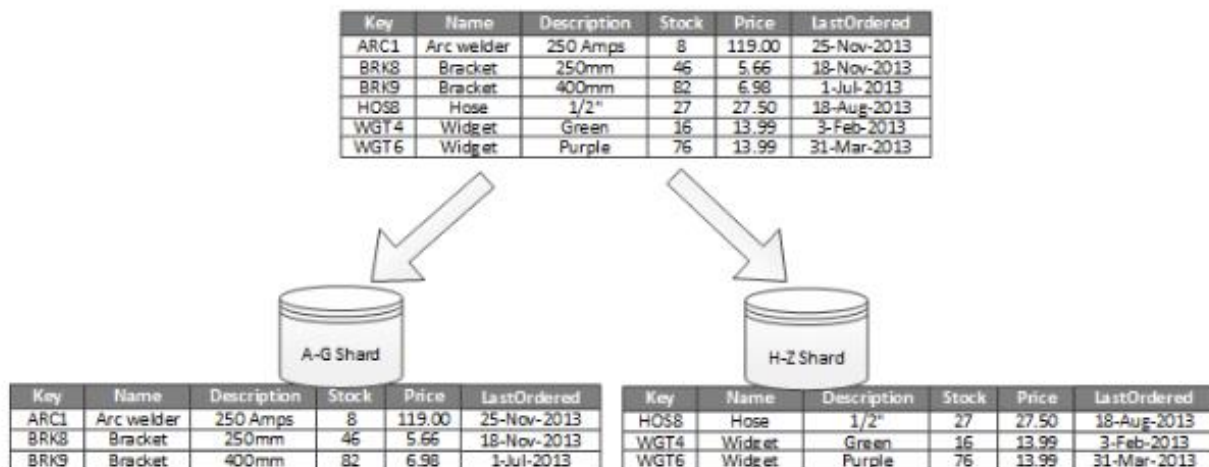 Key Name Description Stock Price LastOrdered
ARC1 Arc welder 250 Amps 8 119.00 25-Nov-2013
BRK8 Bracket 250mm 46 5.66 18-Nov-2013
BRK9 Bracket 400mm 82 6.98 1-Jul-2013
HOS8 Hose 1/2" 27 27.50 18-Aug-2013
WGT4 Widget Green 16 13.99 3-Feb-2013
WGT6 Widget Purple 76 13.99 31-Mar-2013
A-G Shard
H-Z Shard
Key Name Description Stock Price LastOrdered
ARC1 Arc welder 250 Amps 8 119.00 25-Nov-2013
BRK8 Bracket 250mm 46 5.66 18-Nov-2013
BRK9 Bracket 400mm 82 6.98 1-Jul-2013
Key Name Description Stock Price LastOrdered
HOS8 Hose 1/2" 27 27.50 18-Aug-2013
WGT4 Widget Green 16 13.99 3-Feb-2013
WGT6 Widget Purple 76 13.99 31-Mar-2013